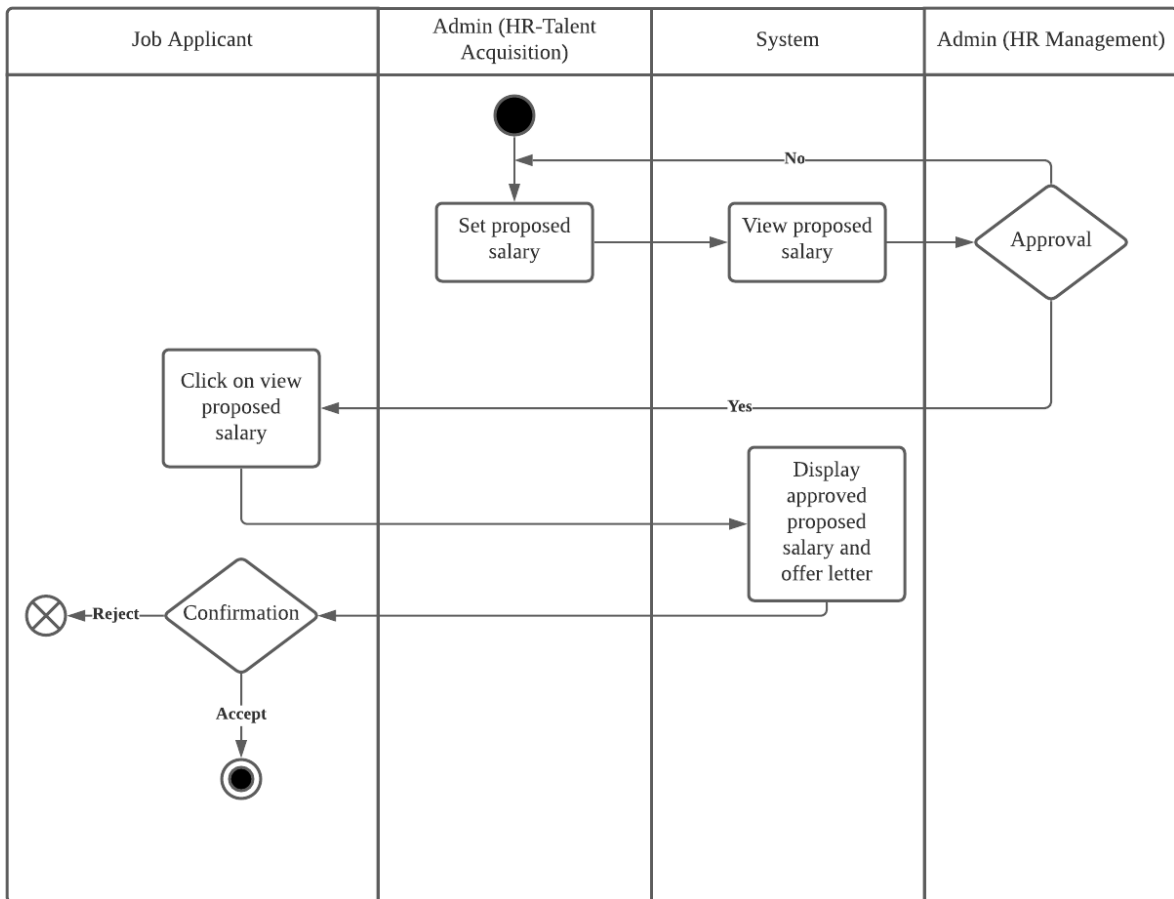 Job Applicant
Admin (HR-Talent
Acquisition)
System
Admin (HR Management)
No
Set proposed
salary
View proposed
salary
Approval
Click on view
proposed
salary
Yes
Display
approved
proposed
salary and
offer letter
Reject
Confirmation
Accept